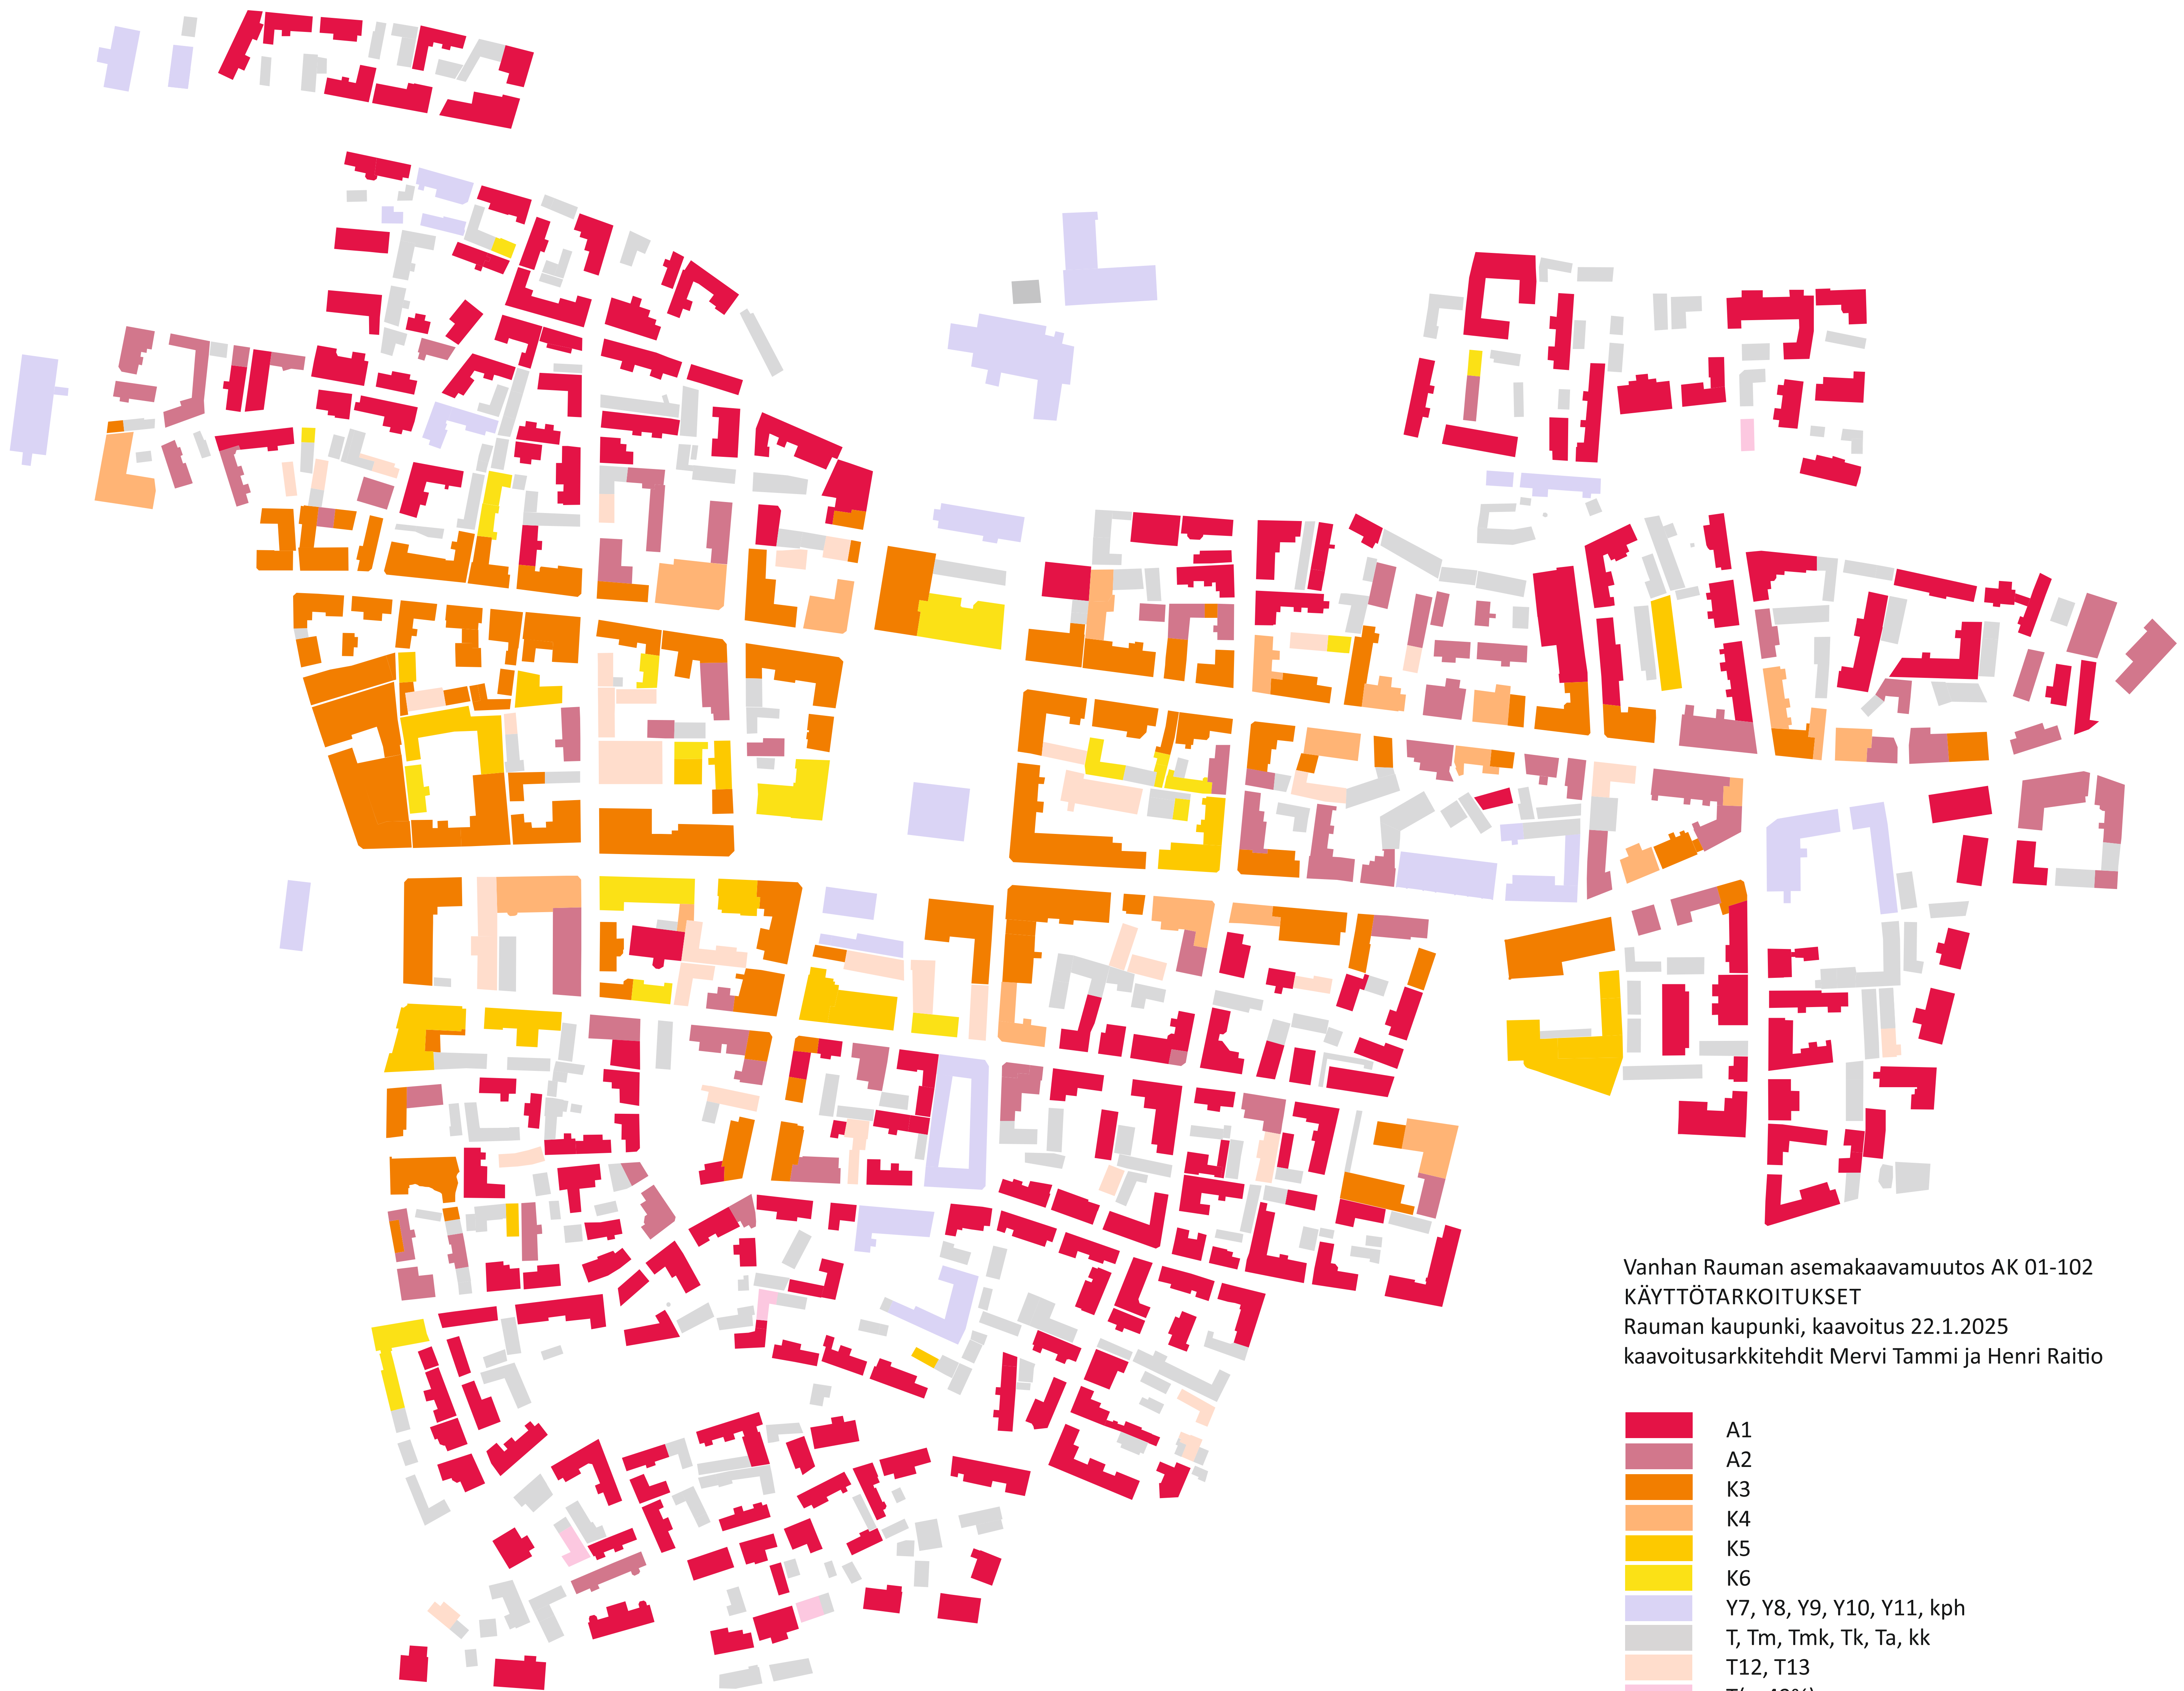 Vanhan Rauman asemakaavamuutos AK 01-102
KÄYTTÖTARKOITUKSET
Rauman kaupunki, kaavoitus 22.1.2025
kaavoitusarkkitehdit Mervi Tammi ja Henri Raitio
A1
A2
K3
K4
K5
K6
Y7, Y8, Y9, Y10, Y11, kph
T, Tm, Tmk, Tk, Ta, kk
T12, T13